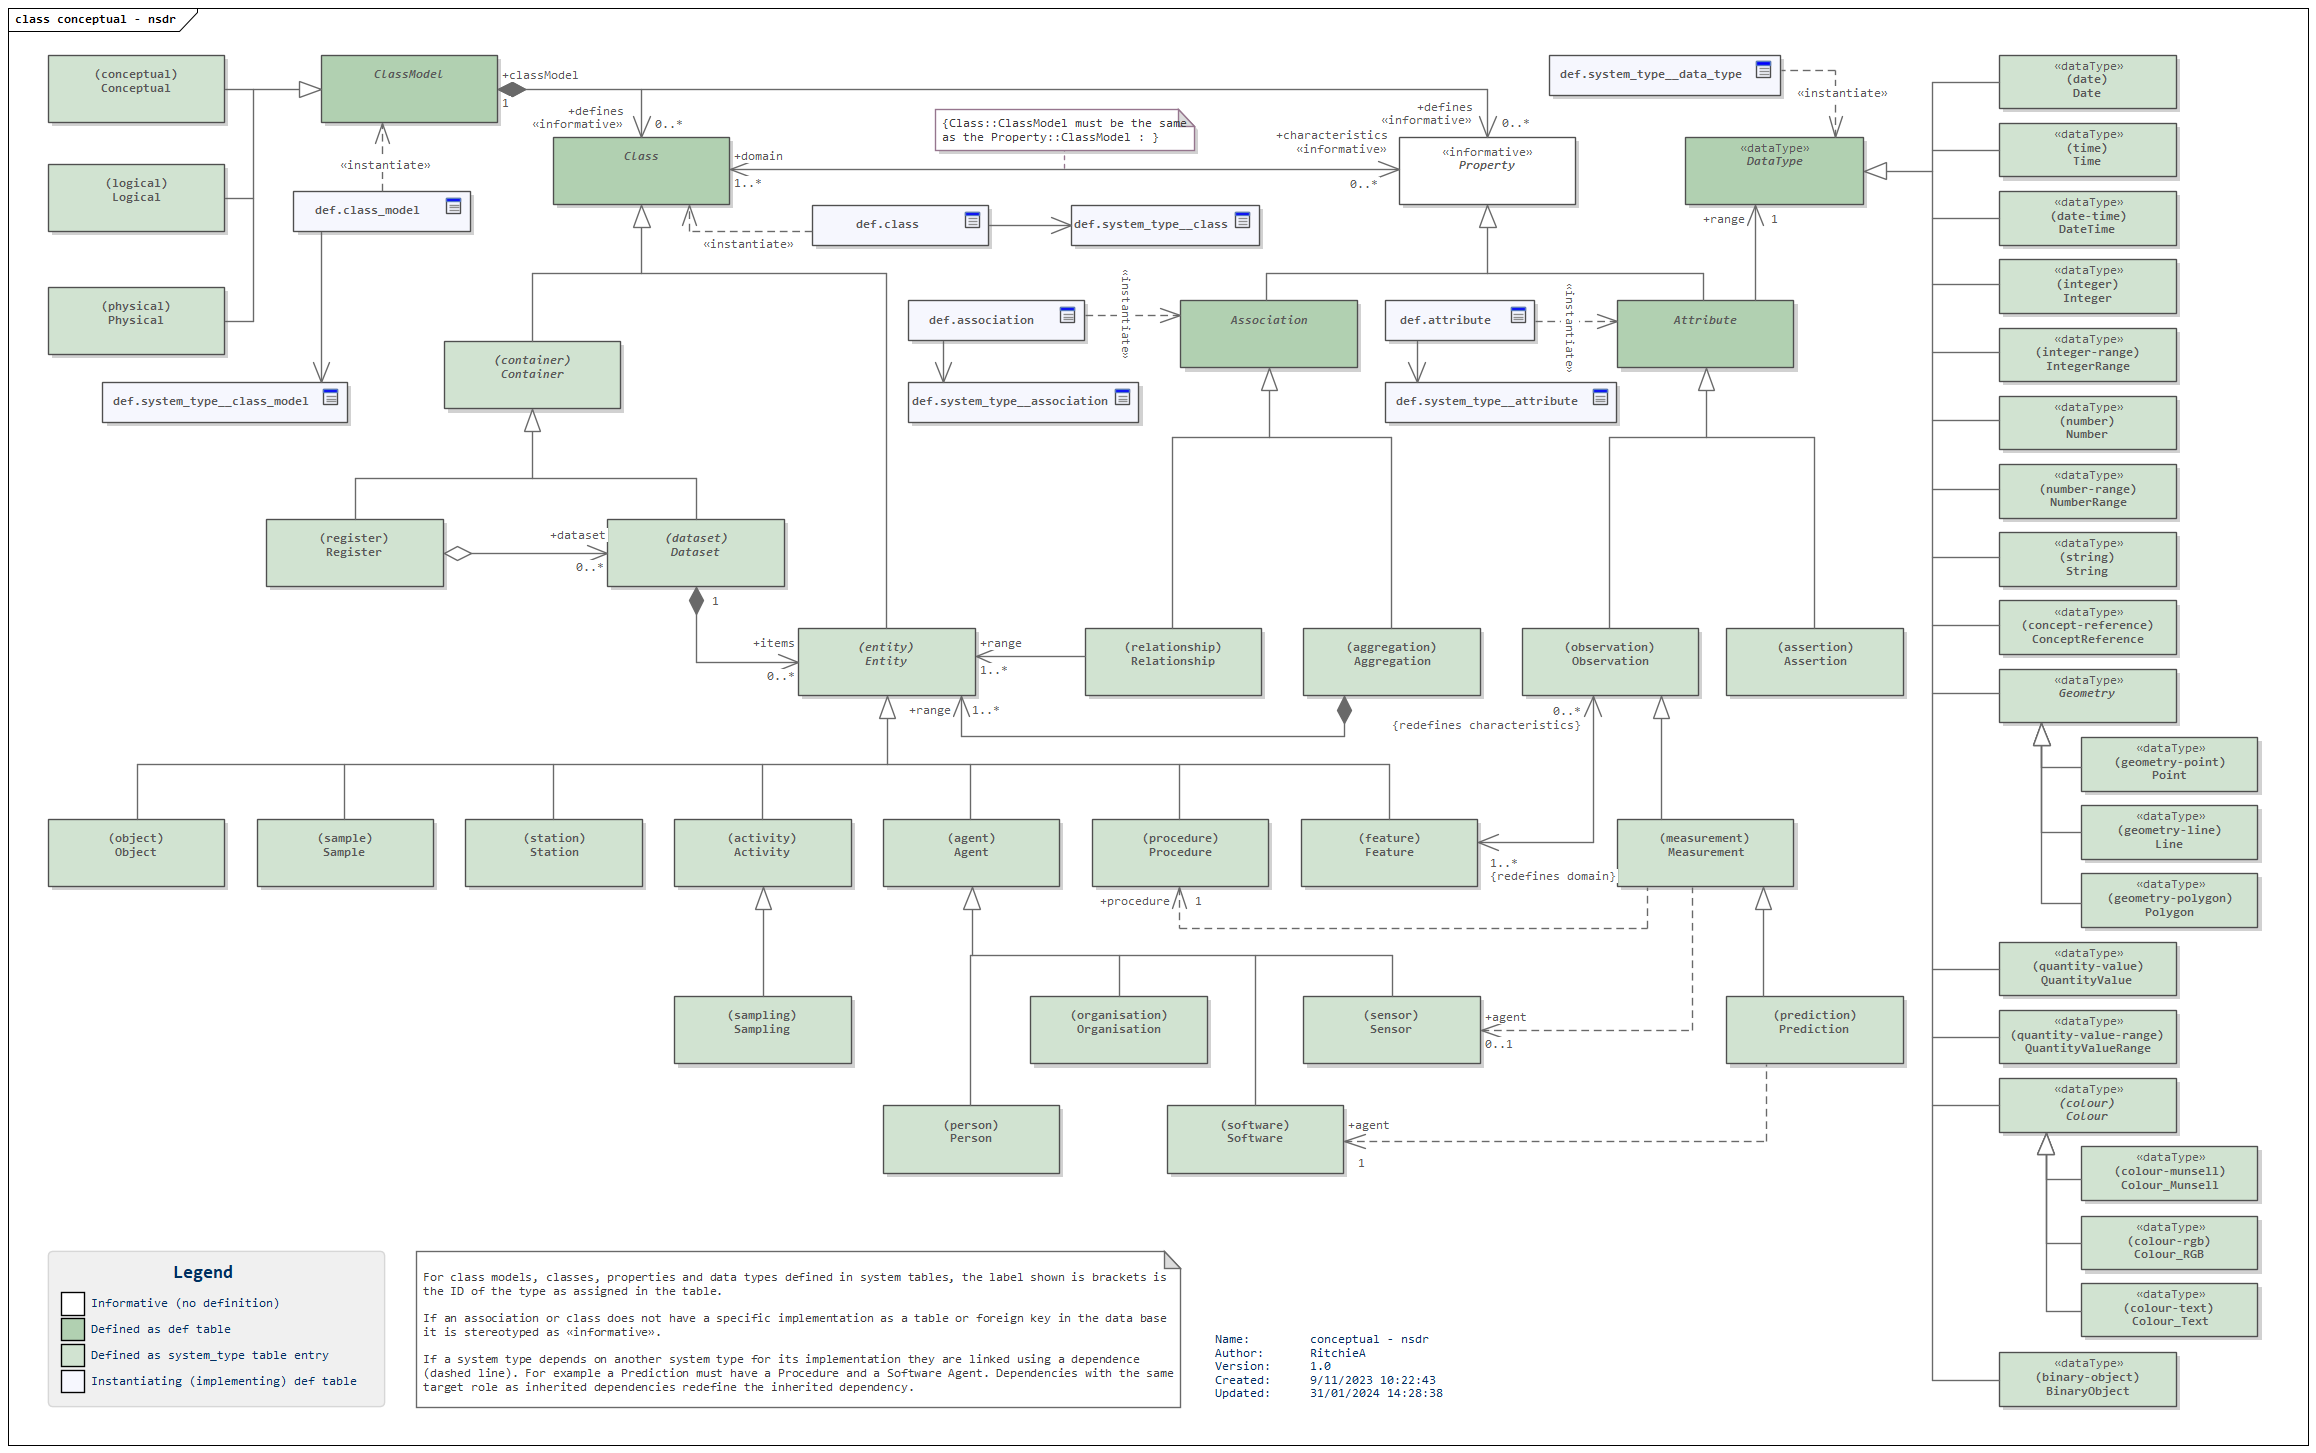 class conceptual - nsdr
(conceptual)
Conceptual
ClassModel
+classModel
1
def.system_type__data_type
«dataType»
(date)
Date
«instantiate»
+defines
«informative»
0..*
{Class::ClassModel must be the same
as the Property::ClassModel : }
+defines
«informative»
0..*
+characteristics
«informative»
0..*
«instantiate»
Class
+domain
1..*
«informative»
Property
«dataType»
DataType
«dataType»
(time)
Time
(logical)
Logical
def.class_model
def.class
def.system_type__class
«instantiate»
+range
1
«dataType»
(date-time)
DateTime
«dataType»
(integer)
Integer
(physical)
Physical
def.association
«instantiate»
Association
def.attribute
«instantiate»
Attribute
«dataType»
(integer-range)
IntegerRange
(container)
Container
def.system_type__class_model
def.system_type__association
def.system_type__attribute
«dataType»
(number)
Number
«dataType»
(number-range)
NumberRange
(register)
Register
+dataset
0..*
(dataset)
Dataset
1
«dataType»
(string)
String
+items
0..*
(entity)
Entity
+range
1..*
(relationship)
Relationship
(aggregation)
Aggregation
(observation)
Observation
(assertion)
Assertion
«dataType»
(concept-reference)
ConceptReference
+range
1..*
0..*
{redefines characteristics}
«dataType»
Geometry
«dataType»
(geometry-point)
Point
(object)
Object
(sample)
Sample
(station)
Station
(activity)
Activity
(agent)
Agent
(procedure)
Procedure
(feature)
Feature
1..*
{redefines domain}
(measurement)
Measurement
«dataType»
(geometry-line)
Line
+procedure
1
«dataType»
(geometry-polygon)
Polygon
«dataType»
(quantity-value)
QuantityValue
(sampling)
Sampling
(organisation)
Organisation
(sensor)
Sensor
+agent
0..1
(prediction)
Prediction
«dataType»
(quantity-value-range)
QuantityValueRange
(person)
Person
(software)
Software
+agent
1
«dataType»
(colour)
Colour
«dataType»
(colour-munsell)
Colour_Munsell
«dataType»
(colour-rgb)
Colour_RGB
«dataType»
(colour-text)
Colour_Text
«dataType»
(binary-object)
BinaryObject
Legend
Informative (no definition)
Defined as def table
Defined as system_type table entry
Instantiating (implementing) def table
For class models, classes, properties and data types defined in system tables, the label shown is brackets is
the ID of the type as assigned in the table.
If an association or class does not have a specific implementation as a table or foreign key in the data base
it is stereotyped as «informative».
If a system type depends on another system type for its implementation they are linked using a dependence
(dashed line). For example a Prediction must have a Procedure and a Software Agent. Dependencies with the same
target role as inherited dependencies redefine the inherited dependency.
Name: conceptual - nsdr
Author: RitchieA
Version: 1.0
Created: 9/11/2023 10:22:43
Updated: 31/01/2024 14:28:38